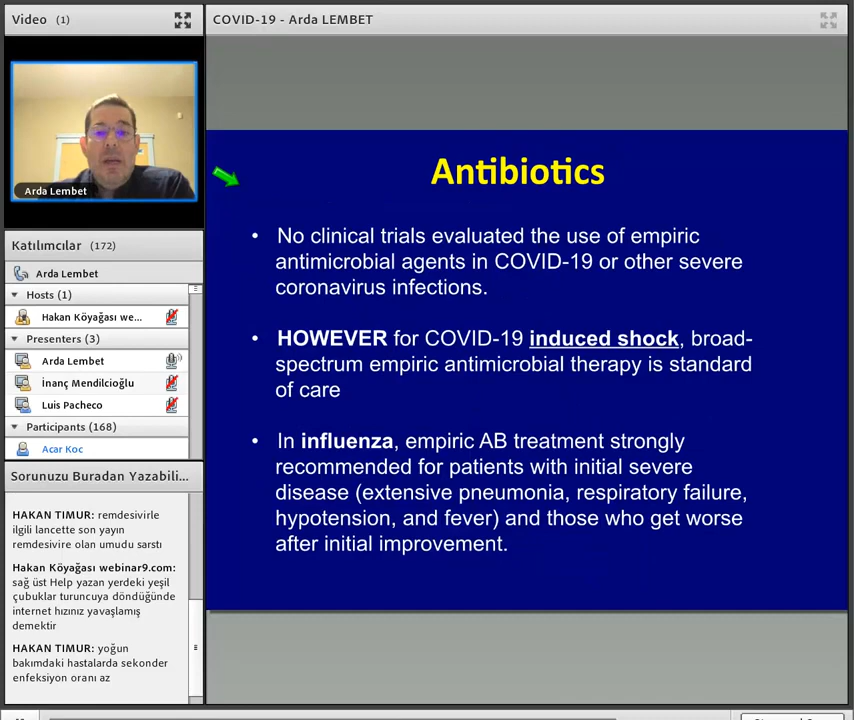 Video (1)
Arda Lembet
Katılımcılar (172)
Arda Lembet
Hosts (1)
Hakan Köyağası we...
Presenters (3)
Arda Lembet
İnanç Mendilcioğlu
Luis Pacheco
Participants (168)
Acar Koc
Sorunuzu Buradan Yazabili...
HAKAN TIMUR: remdesivirle
ilgili lancette son yayın
remdesivire olan umudu sarstı
Hakan Köyağası webinar9.com:
sağ üst Help yazan yerdeki yeşil
çubuklar turuncuya döndüğünde
internet hızınız yavaşlamış
demektir
HAKAN TIMUR: yoğun
bakımdaki hastalarda sekonder
enfeksiyon oranı az
COVID-19 - Arda LEMBET
Antibiotics
• No clinical trials evaluated the use of empiric
antimicrobial agents in COVID-19 or other severe
coronavirus infections.
• HOWEVER for COVID-19 induced shock, broad-
spectrum empiric antimicrobial therapy is standard
of care
• In influenza, empiric AB treatment strongly
recommended for patients with initial severe
disease (extensive pneumonia, respiratory failure,
hypotension, and fever) and those who get worse
after initial improvement.